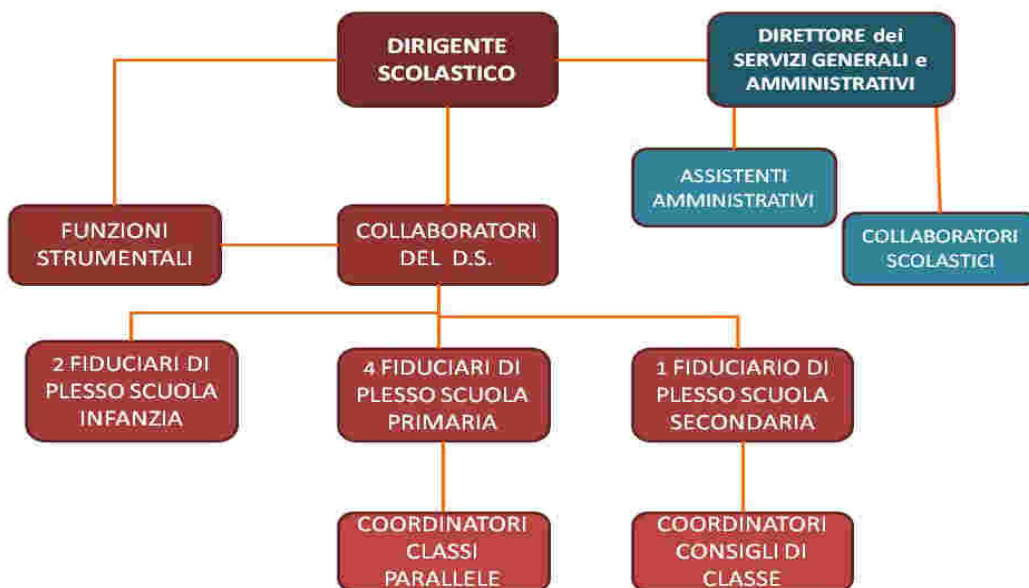 DIRIGENTE
SCOLASTICO
DIRETTORE dei
SERVIZI GENERALI e
AMMINISTRATIVI
ASSISTENTI
AMMINISTRATIVI
FUNZIONI
STRUMENTALI
COLLABORATORI
DEL D.S.
COLLABORATORI
SCOLASTICI
2 FIDUCIARI DI
PLESSO SCUOLA
INFANZIA
4 FIDUCIARI DI
PLESSO SCUOLA
PRIMARIA
1 FIDUCIARIO DI
PLESSO SCUOLA
SECONDARIA
COORDINATORI
CLASSI
PARALLELE
COORDINATORI
CONSIGLI DI
CLASSE